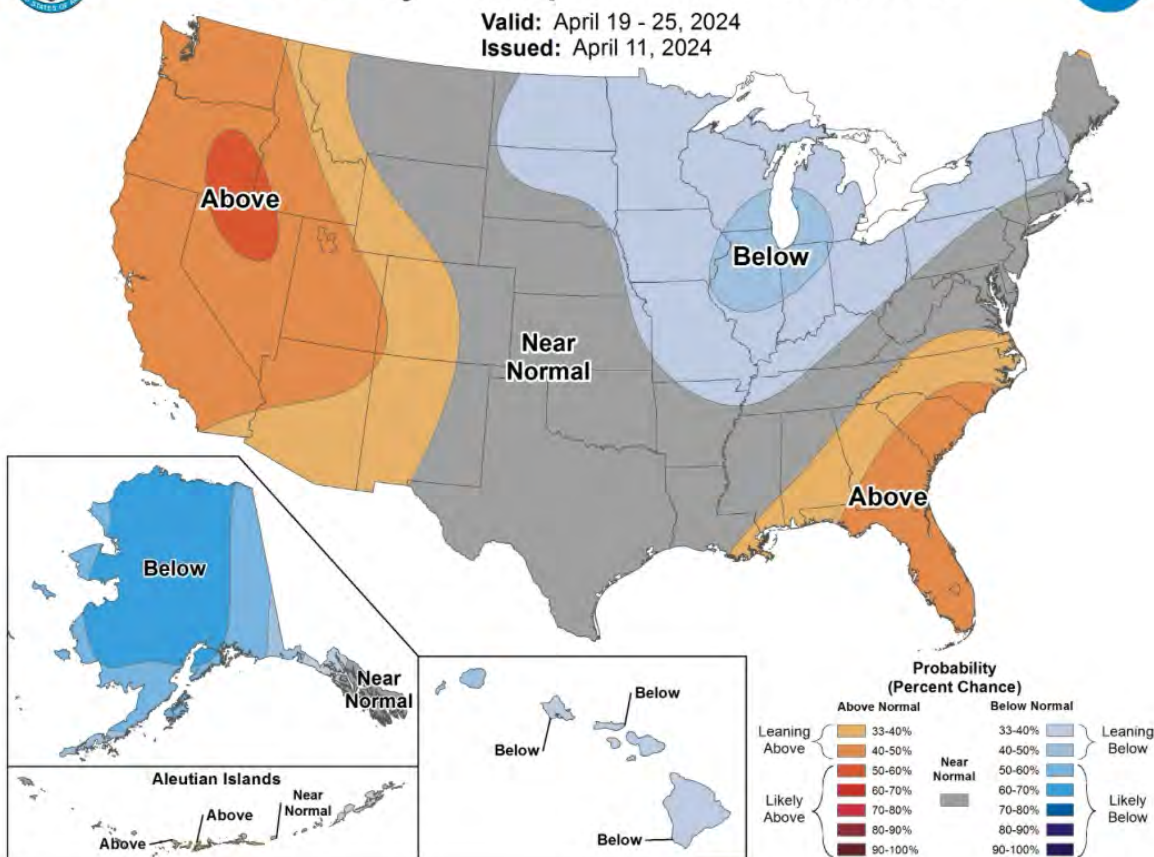 STATES OF A
Valid: April 19 - 25, 2024
Issued: April 11, 2024
Above
Below
Near
Normal
Above
Below
Near
Normal
Aleutian Islands
Above
Near
Normal
Above
Below
Below
Below
Probability
(Percent Chance)
Above Normal
Below Normal
Leaning
Above
33-40%
40-50%
Near
Normal
33-40%
40-50%
Leaning
Below
Likely
Above
50-60%
60-70%
70-80%
80-90%
90-100%
50-60%
60-70%
70-80%
80-90%
90-100%
Likely
Below